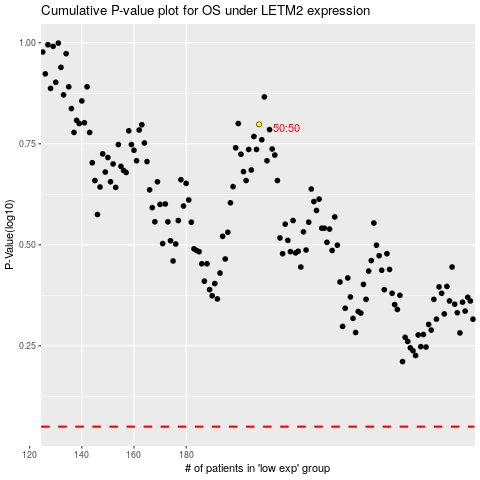 Cumulative P-value plot for OS under LETM2 expression
P-Value(log10)
1.00
0.75
0.50
0.25
50:50
120 140 160 180
# of patients in 'low exp' group